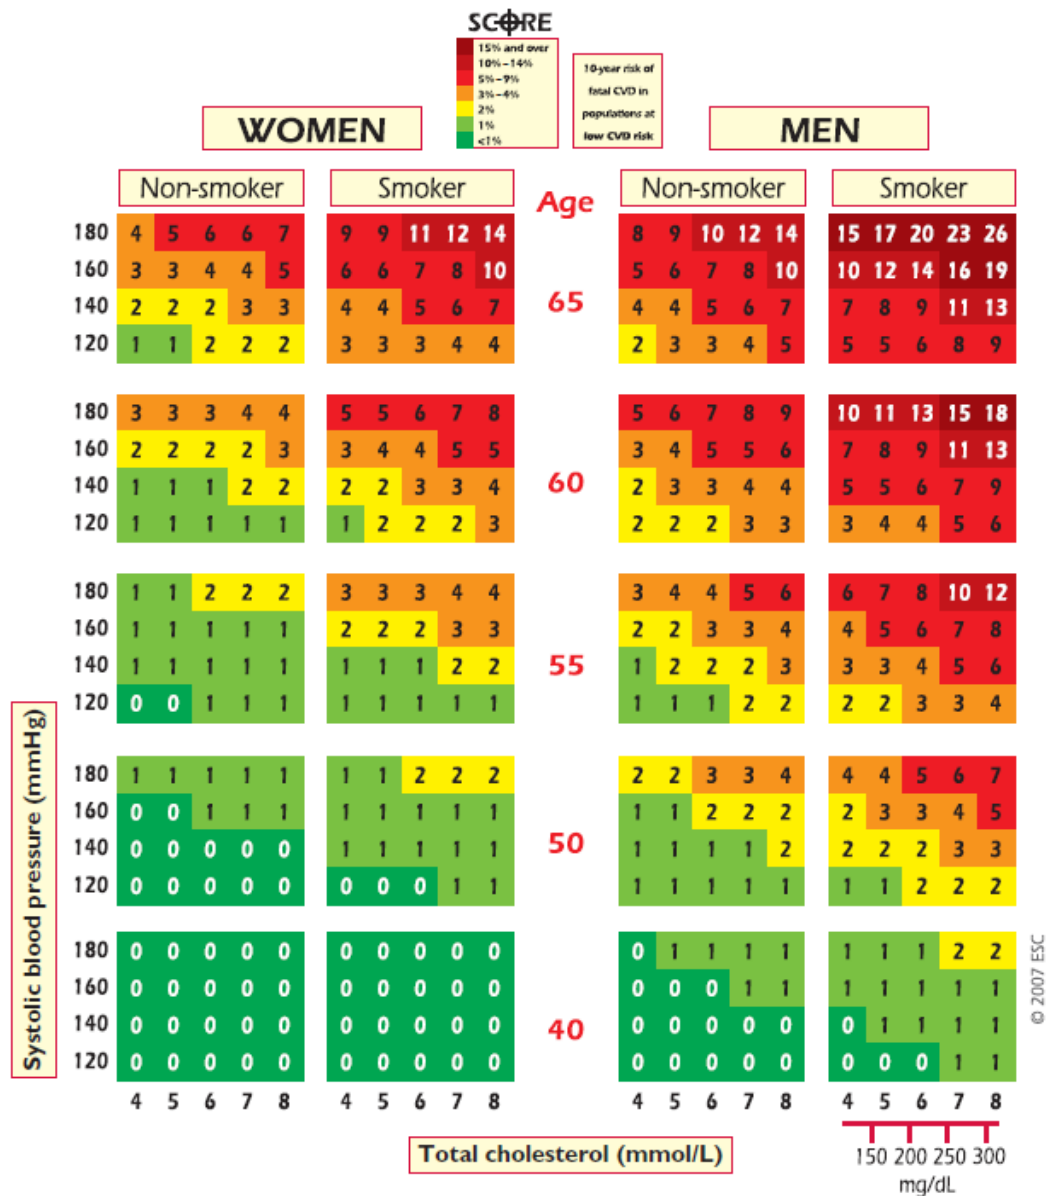 SCORE
15% and over
10%–14%
5%–9%
3%–4%
2%
1%
<1%
10-year risk of
fatal CVD in
populations at
low CVD risk
WOMEN
MEN
Non-smoker Smoker Age Non-smoker Smoker
180 4 5 6 6 7 9 9 11 12 14 8 9 10 12 14 15 17 20 23 26
160 3 3 4 4 5 6 6 7 8 10 5 6 7 8 10 10 12 14 16 19
65
140 2 2 2 3 3 4 4 5 6 7 4 4 5 6 7 7 8 9 11 13
120 1 1 2 2 2 3 3 3 4 4 2 3 3 4 5 5 5 6 8 9
180 3 3 3 4 4 5 5 6 7 8 5 6 7 8 9 10 11 13 15 18
160 2 2 2 2 3 3 4 4 5 5 3 4 5 5 6 7 8 9 11 13
60
140 1 1 1 2 2 2 2 3 3 4 2 3 3 4 4 5 5 6 7 9
120 1 1 1 1 1 1 2 2 2 3 2 2 2 3 3 3 4 4 5 6
180 1 1 2 2 2 3 3 3 4 4 3 4 4 5 6 6 7 8 10 12
160 1 1 1 1 1 2 2 2 3 3 2 2 3 3 4 4 5 6 7 8
55
140 1 1 1 1 1 1 1 1 2 2 1 2 2 2 3 3 3 4 5 6
120 0 0 1 1 1 1 1 1 1 1 1 1 1 2 2 2 2 3 3 4
180 1 1 1 1 1 1 1 2 2 2 2 2 3 3 4 4 4 5 6 7
160 0 0 1 1 1 1 1 1 1 1 1 1 2 2 2 2 3 3 4 5
50
140 0 0 0 0 0 1 1 1 1 1 1 1 1 1 2 2 2 2 3 3
120 0 0 0 0 0 0 0 0 1 1 1 1 1 1 1 1 1 2 2 2
180 0 0 0 0 0 0 0 0 0 0 0 1 1 1 1 1 1 1 2 2
160 0 0 0 0 0 0 0 0 0 0 0 0 0 1 1 1 1 1 1 1
40
140 0 0 0 0 0 0 0 0 0 0 0 0 0 0 0 0 1 1 1 1
120 0 0 0 0 0 0 0 0 0 0 0 0 0 0 0 0 0 0 1 1
4 5 6 7 8 4 5 6 7 8 4 5 6 7 8 4 5 6 7 8
Systolic blood pressure (mmHg)
Total cholesterol (mmol/L)
150 200 250 300
mg/dL
© 2007 ESC